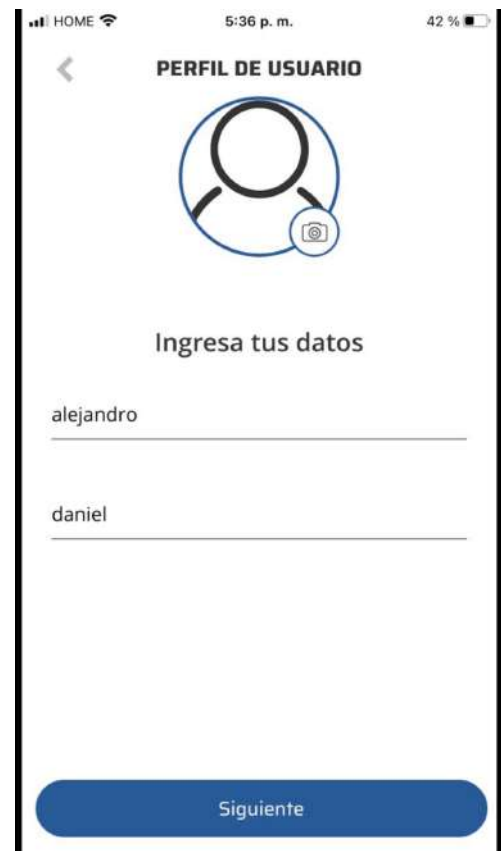 HOME 5:36 p. m. 42 %
PERFIL DE USUARIO
Ingresa tus datos
alejandro
daniel
Siguiente